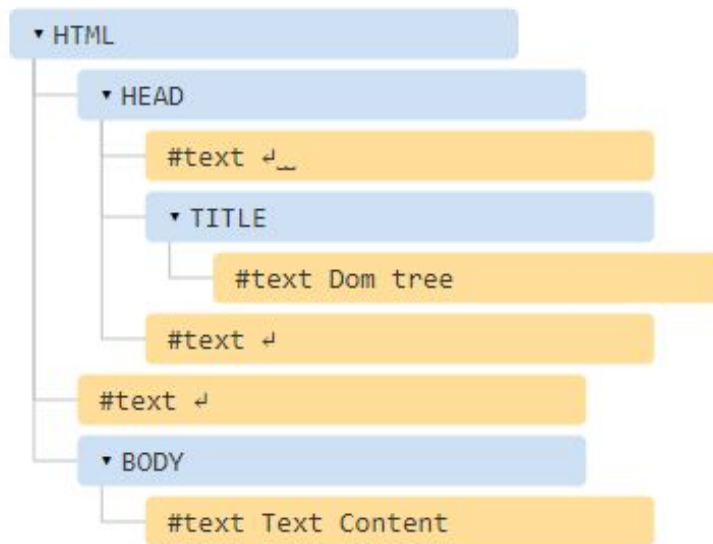 ▾ HTML
▾ HEAD
#text ↵␣␣
▾ TITLE
#text Dom tree
#text ↵
#text ↵
▾ BODY
#text Text Content